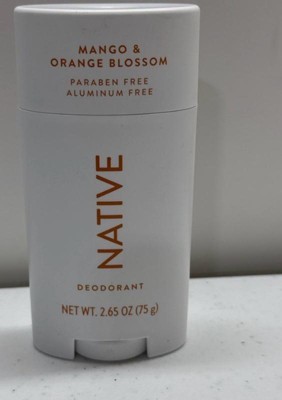 MANGO &
ORANGE BLOSSOM
PARABEN FREE
ALUMINUM FREE
NATIVE
DEODORANT
NET WT. 2.65 OZ (75 g)